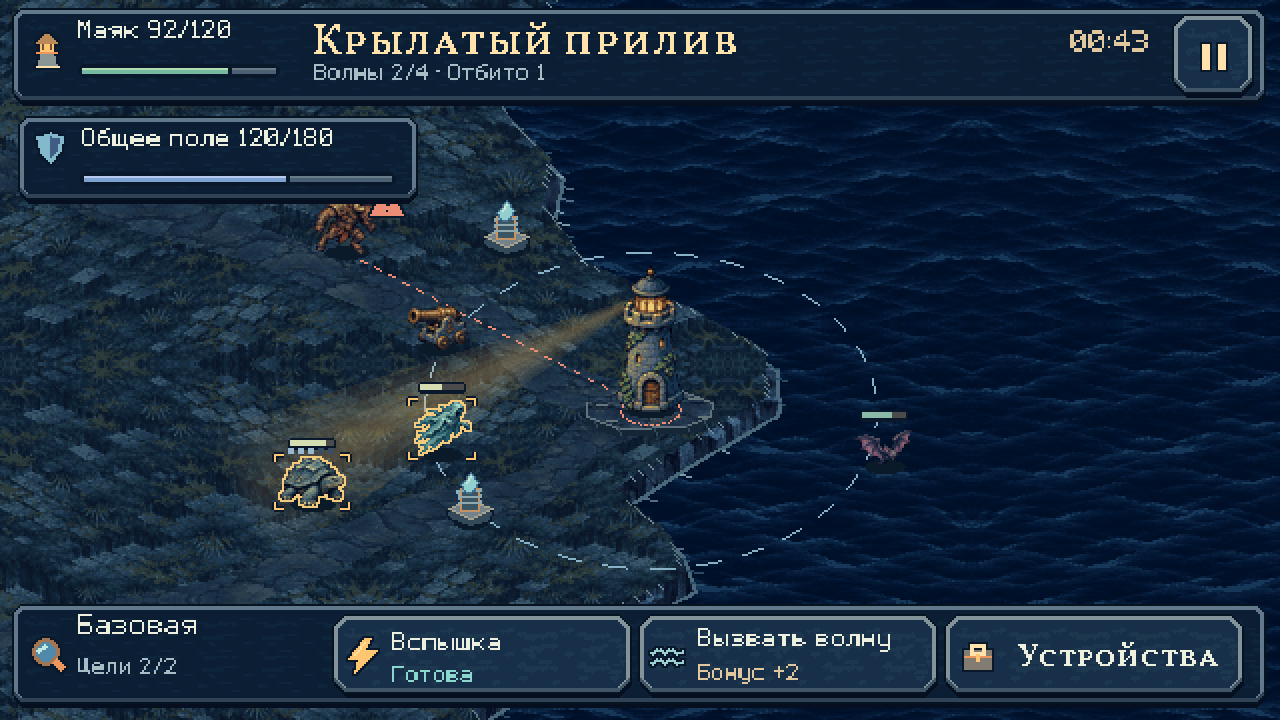 Маяк 92/120
Крылатый прилив
Волны 2/4 · Отбито 1
00:43
Общее поле 120/180
Базовая
Цели 2/2
Вспышка
Готова
Вызвать волну
Бонус +2
Устройства